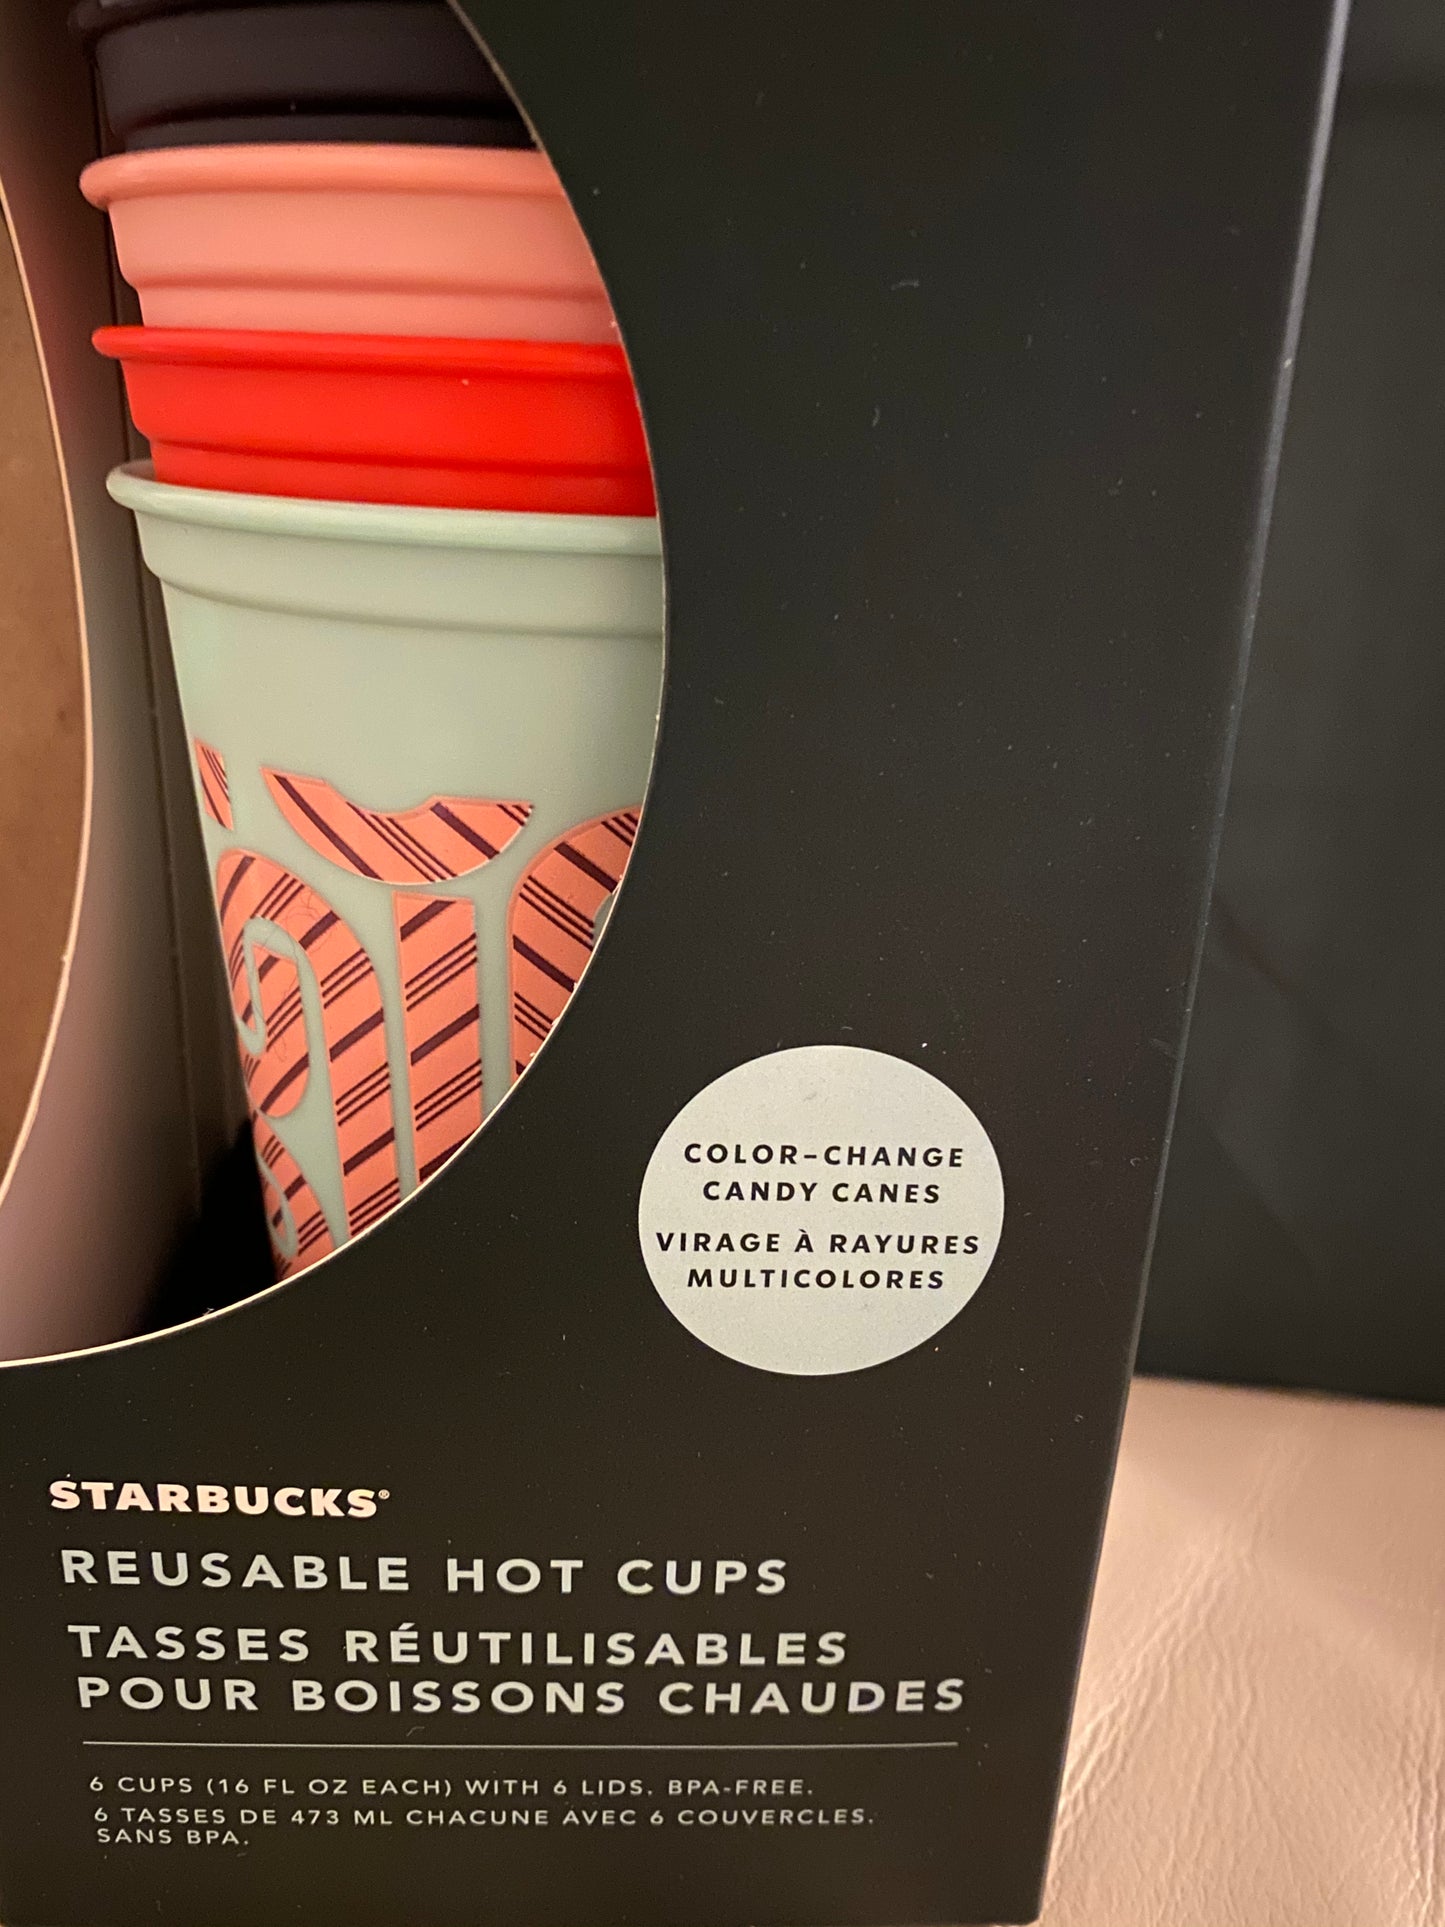 COLOR-CHANGE
CANDY CANES
VIRAGE À RAYURES
MULTICOLORES
STARBUCKS®
REUSABLE HOT CUPS
TASSES RÉUTILISABLES
POUR BOISSONS CHAUDES
6 CUPS (16 FL OZ EACH) WITH 6 LIDS. BPA-FREE.
6 TASSES DE 473 ML CHACUNE AVEC 6 COUVERCLES.
SANS BPA.